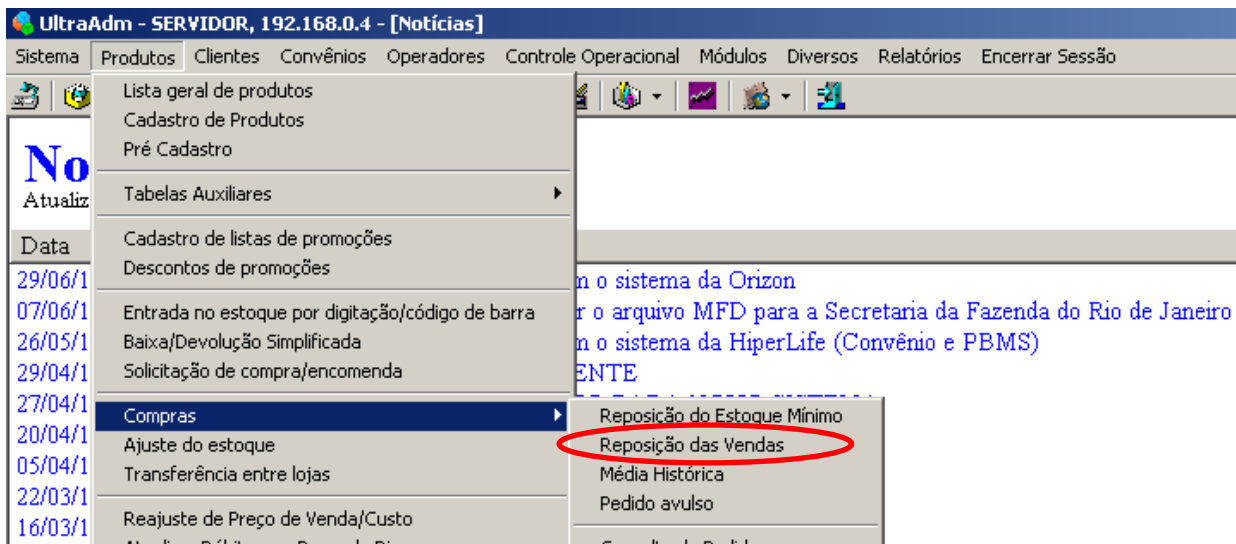 UltraAdm - SERVIDOR, 192.168.0.4 - [Notícias]
Sistema Produtos Clientes Convênios Operadores Controle Operacional Módulos Diversos Relatórios Encerrar Sessão
Lista geral de produtos
Cadastro de Produtos
Pré Cadastro
No
Atualiz
Tabelas Auxiliares
Cadastro de listas de promoções
Data
Descontos de promoções
29/06/1 m o sistema da Orizon
Entrada no estoque por digitação/código de barra
07/06/1 r o arquivo MFD para a Secretaria da Fazenda do Rio de Janeiro
Baixa/Devolução Simplificada
26/05/1 m o sistema da HiperLife (Convênio e PBMS)
Solicitação de compra/encomenda
29/04/1 ENTE
27/04/1
Compras
Reposição do Estoque Mínimo
20/04/1
Ajuste do estoque
Reposição das Vendas
05/04/1
Transferência entre lojas
Média Histórica
22/03/1
Pedido avulso
16/03/1
Reajuste de Preço de Venda/Custo